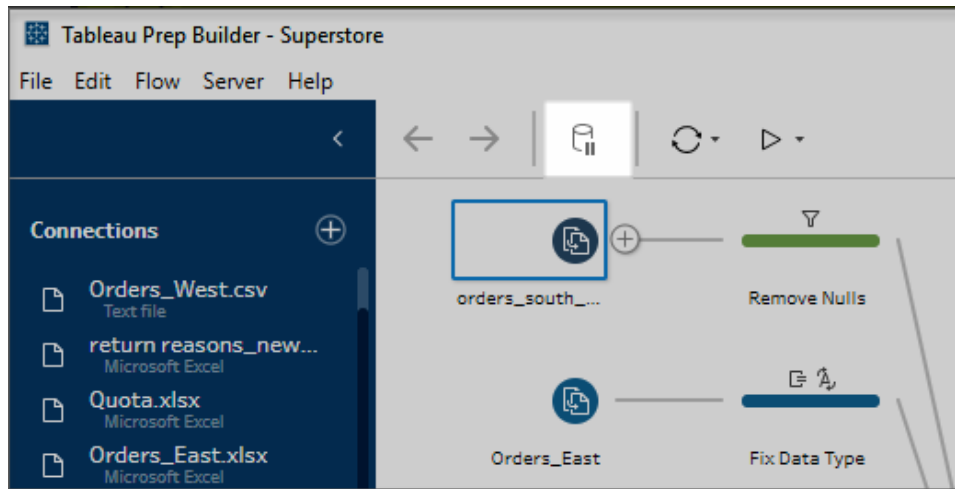 Tableau Prep Builder - Superstore
File Edit Flow Server Help
Connections
Orders_West.csv
Text file
return reasons_new...
Microsoft Excel
Quota.xlsx
Microsoft Excel
Orders_East.xlsx
Microsoft Excel
orders_south_...
Remove Nulls
Orders_East
Fix Data Type